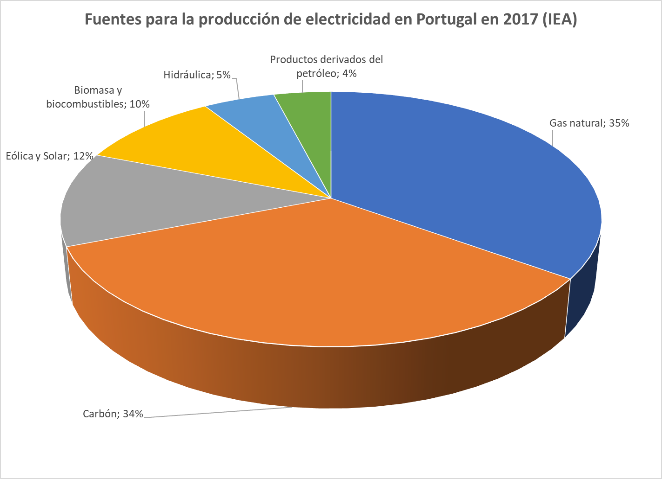 Fuentes para la producción de electricidad en Portugal en 2017 (IEA)
Productos derivados del
petróleo; 4%
Hidráulica; 5%
Biomasa y
biocombustibles; 10%
Gas natural; 35%
Eólica y Solar; 12%
Carbón; 34%